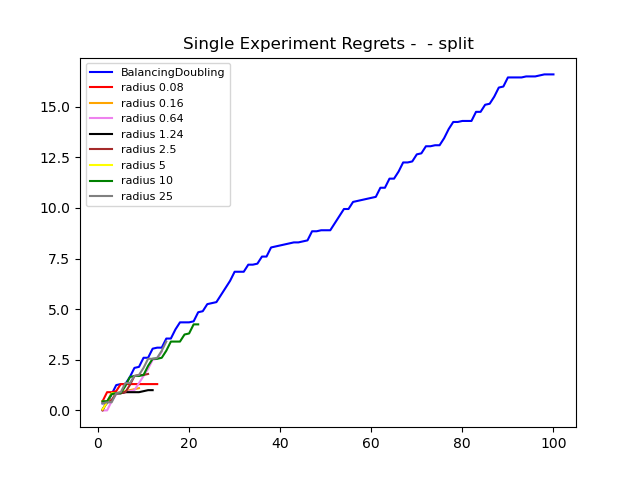 Single Experiment Regrets -  - split
BalancingDoubling
radius 0.08
radius 0.16
radius 0.64
radius 1.24
radius 2.5
radius 5
radius 10
radius 25
15.0
12.5
10.0
7.5
5.0
2.5
0.0
0 20 40 60 80 100